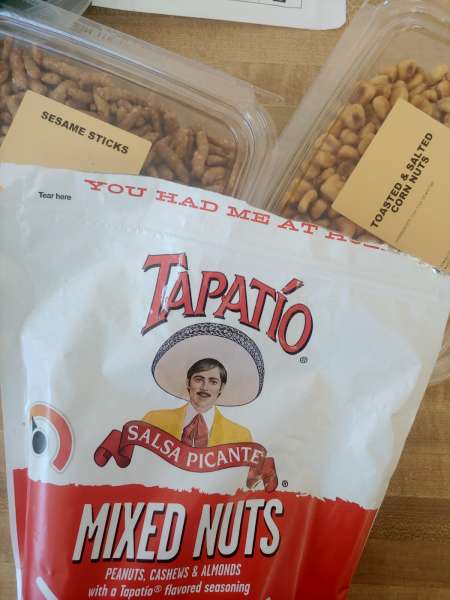 SESAME STICKS
TOASTED & SALTED
CORN NUTS
Tear here
YOU HAD ME AT
TAPATÍO
®
SALSA PICANTE
®
MIXED NUTS
PEANUTS, CASHEWS & ALMONDS
with a Tapatio® flavored seasoning